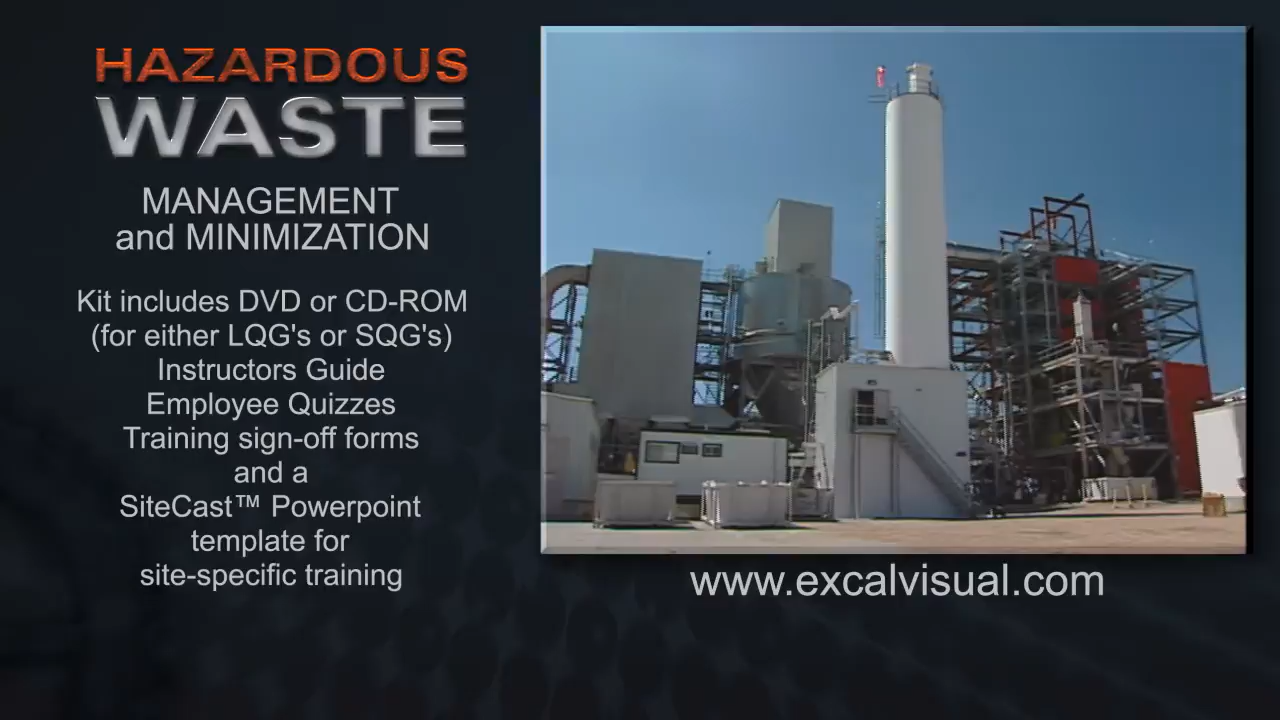 HAZARDOUS
WASTE
MANAGEMENT
and MINIMIZATION
Kit includes DVD or CD-ROM
(for either LQG's or SQG's)
Instructors Guide
Employee Quizzes
Training sign-off forms
and a
SiteCast™ Powerpoint
template for
site-specific training
www.excalvisual.com